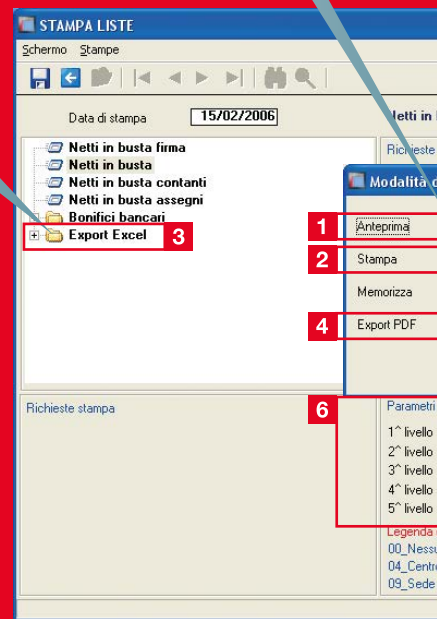 STAMPA LISTE
Schermo Stampe
Data di stampa 15/02/2006
Netti in busta firma
Netti in busta
Netti in busta contanti
Netti in busta assegni
Bonifici bancari
Export Excel 3
Netti in
Richieste
Modalità
1 Anteprima
2 Stampa
Memorizza
4 Export PDF
Richieste stampa
6 Parametri
1^ livello
2^ livello
3^ livello
4^ livello
5^ livello
Legenda
00_Nessu
04_Centro
09_Sede